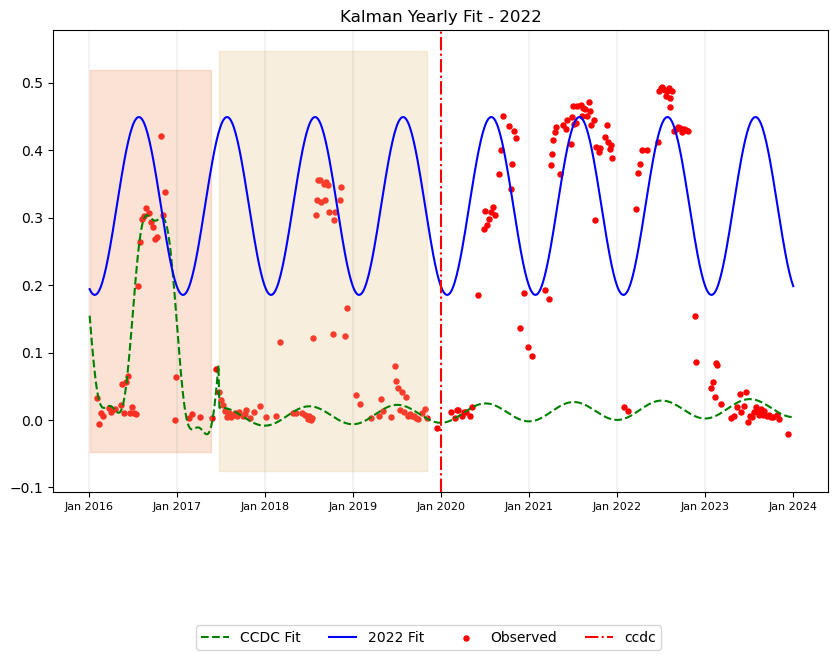 Kalman Yearly Fit - 2022
0.5
0.4
0.3
0.2
0.1
0.0
−0.1
Jan 2016 Jan 2017 Jan 2018 Jan 2019 Jan 2020 Jan 2021 Jan 2022 Jan 2023 Jan 2024
CCDC Fit 2022 Fit Observed ccdc